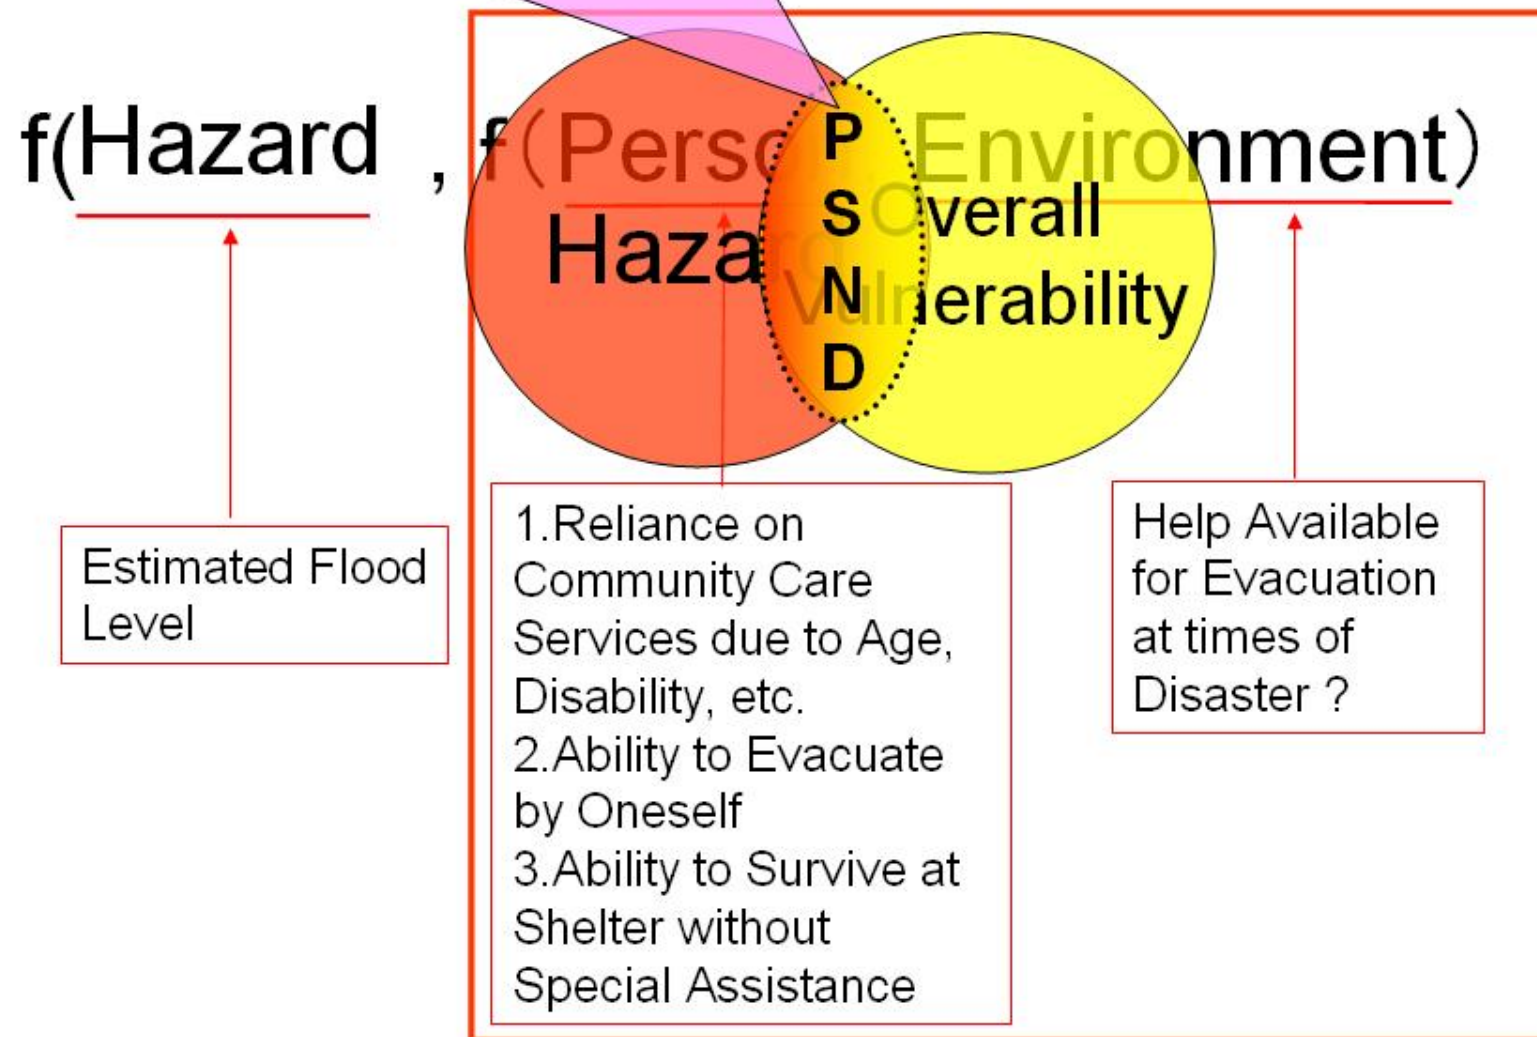 f(Hazard , f(Person, Environment)
Hazard
Overall
Vulnerability
P
S
N
D
Estimated Flood
Level
1.Reliance on
Community Care
Services due to Age,
Disability, etc.
2.Ability to Evacuate
by Oneself
3.Ability to Survive at
Shelter without
Special Assistance
Help Available
for Evacuation
at times of
Disaster ?